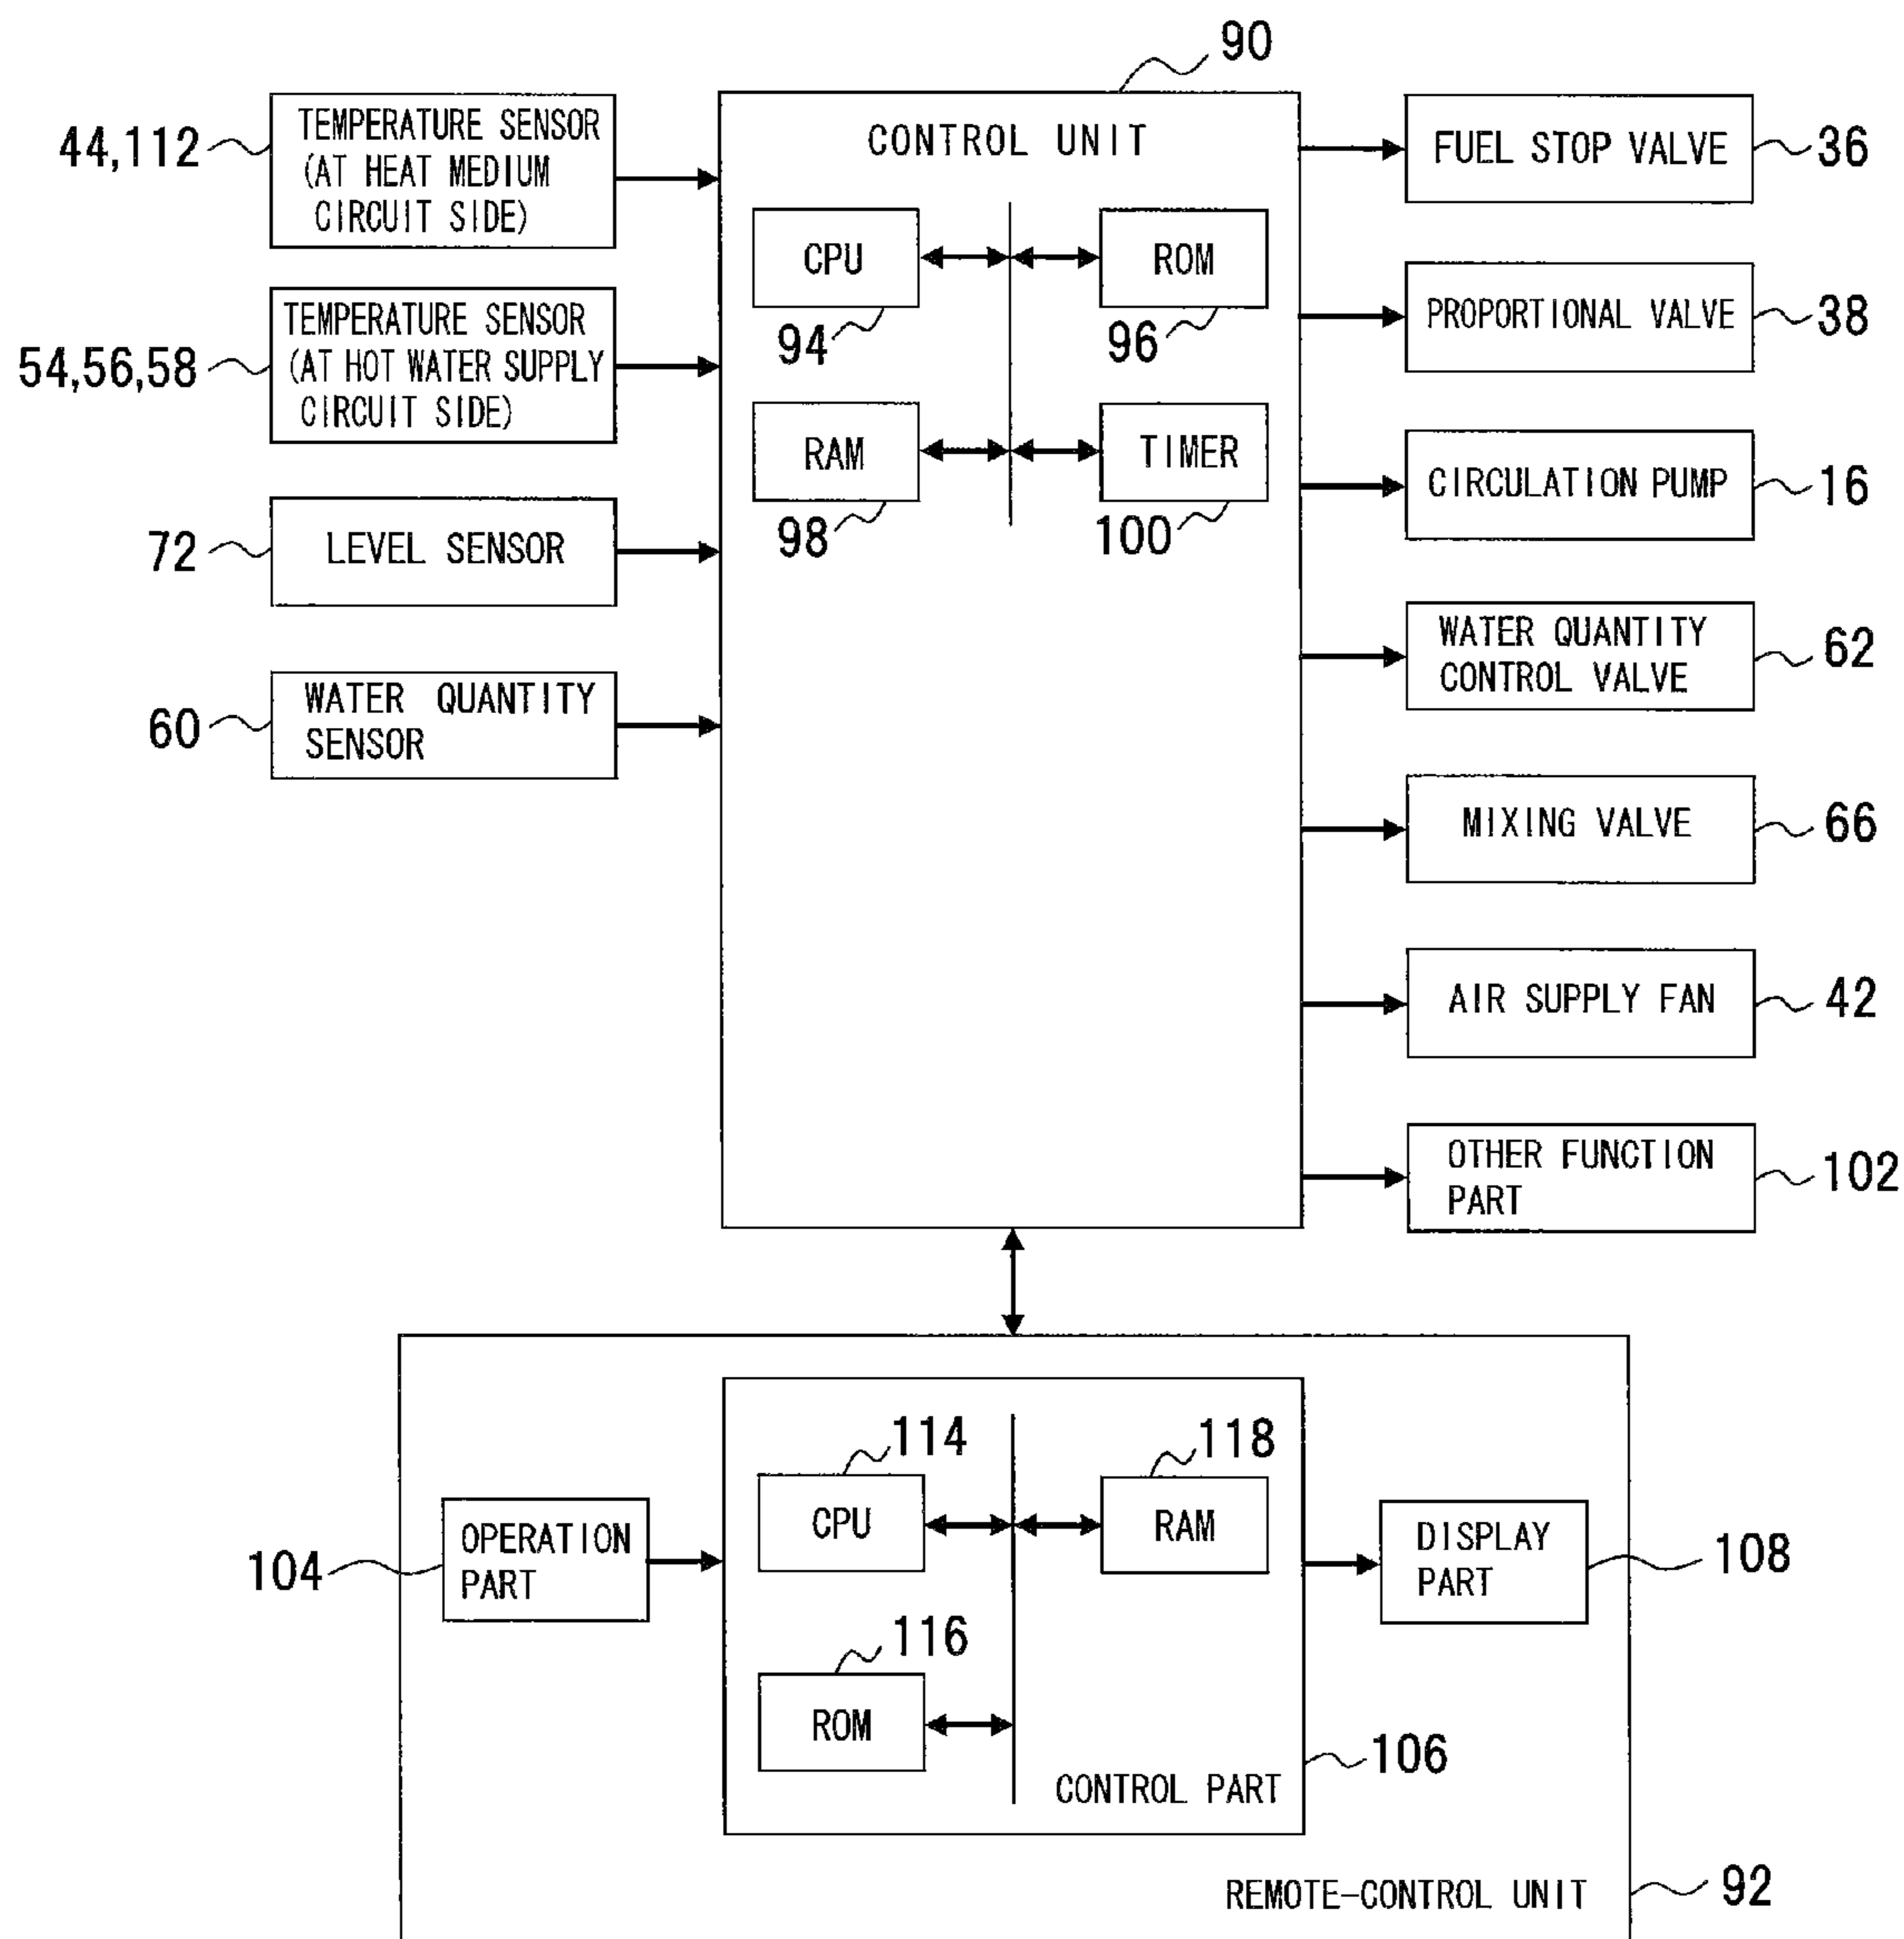 90
44,112
TEMPERATURE SENSOR
(AT HEAT MEDIUM
CIRCUIT SIDE)
54,56,58
TEMPERATURE SENSOR
(AT HOT WATER SUPPLY
CIRCUIT SIDE)
72
LEVEL SENSOR
60
WATER QUANTITY
SENSOR
CONTROL UNIT
CPU
94
ROM
96
RAM
98
TIMER
100
FUEL STOP VALVE
36
PROPORTIONAL VALVE
38
CIRCULATION PUMP
16
WATER QUANTITY
CONTROL VALVE
62
MIXING VALVE
66
AIR SUPPLY FAN
42
OTHER FUNCTION
PART
102
104
OPERATION
PART
114
CPU
118
RAM
116
ROM
CONTROL PART
106
DISPLAY
PART
108
REMOTE-CONTROL UNIT
92